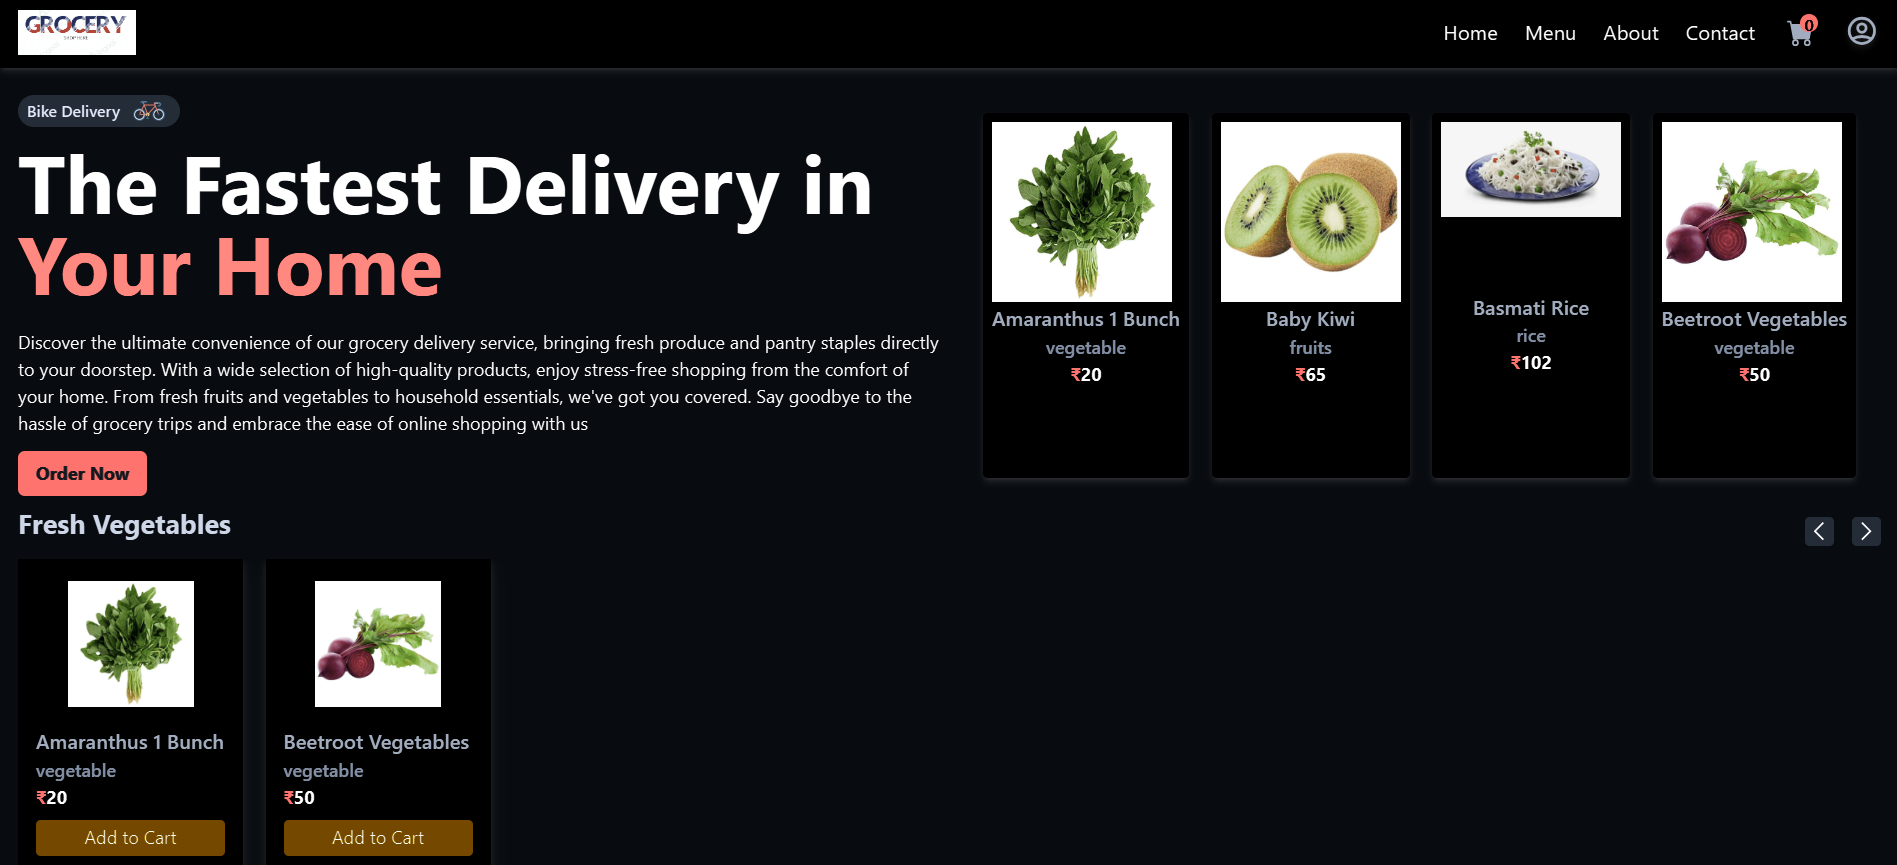 GROCERY
SHOP HERE
Home
Menu
About
Contact
0
Bike Delivery
The Fastest Delivery in
Your Home
Discover the ultimate convenience of our grocery delivery service, bringing fresh produce and pantry staples directly
to your doorstep. With a wide selection of high-quality products, enjoy stress-free shopping from the comfort of
your home. From fresh fruits and vegetables to household essentials, we've got you covered. Say goodbye to the
hassle of grocery trips and embrace the ease of online shopping with us
Order Now
Amaranthus 1 Bunch
vegetable
₹20
Baby Kiwi
fruits
₹65
Basmati Rice
rice
₹102
Beetroot Vegetables
vegetable
₹50
Fresh Vegetables
Amaranthus 1 Bunch
vegetable
₹20
Add to Cart
Beetroot Vegetables
vegetable
₹50
Add to Cart